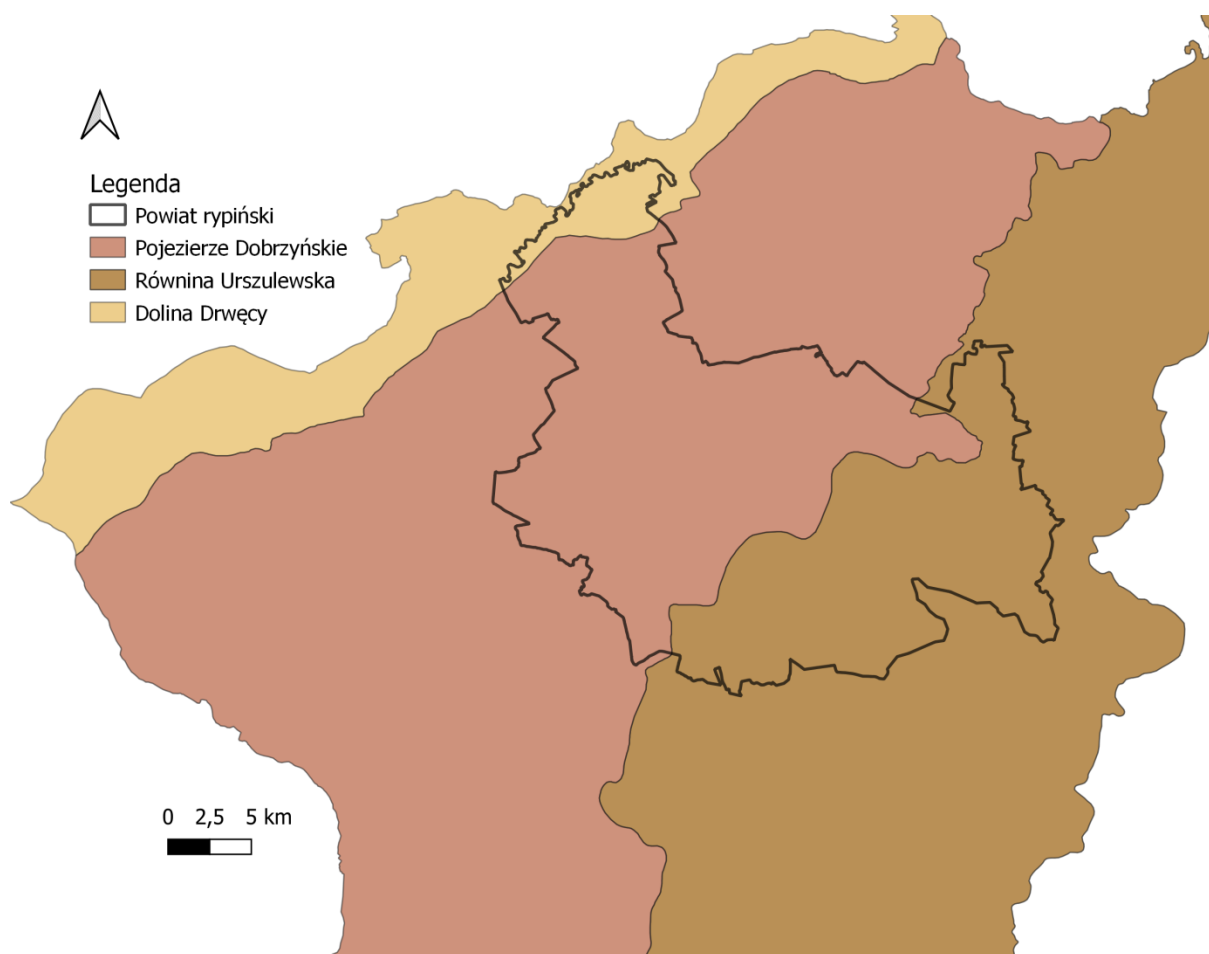 Legenda
Powiat rypiński
Pojezierze Dobrzyńskie
Równina Urszulewska
Dolina Drwęcy
0 2,5 5 km